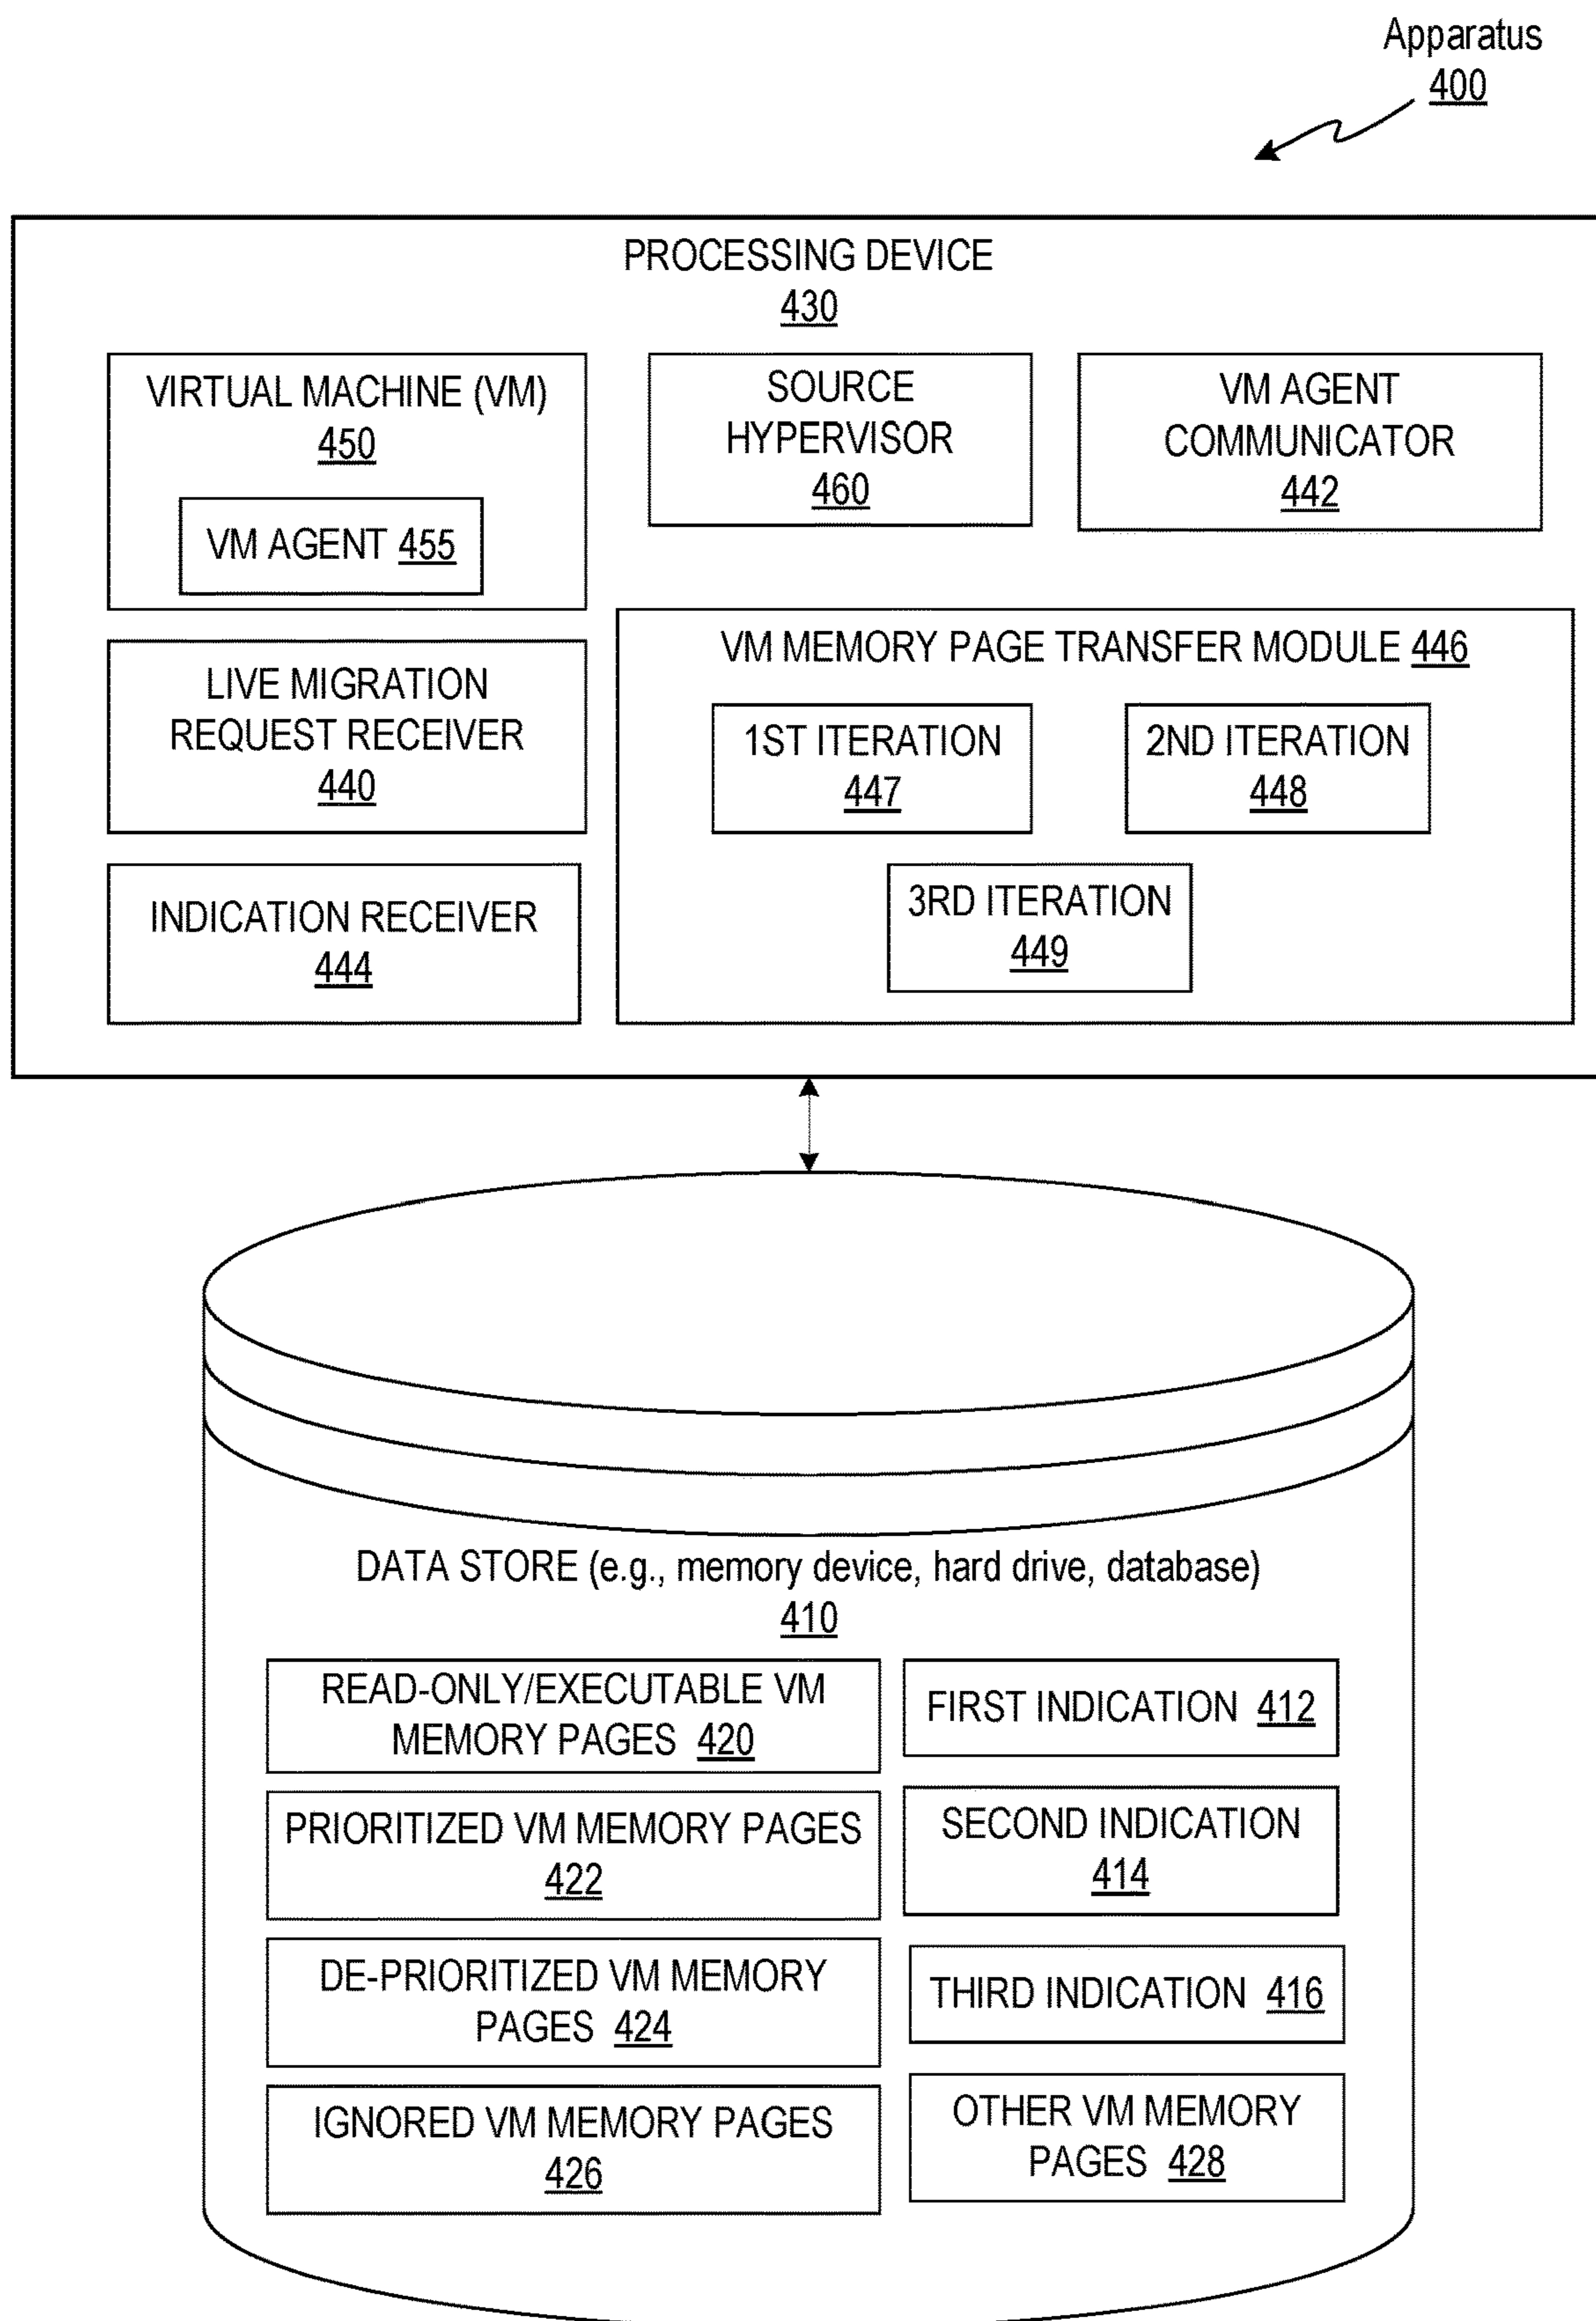 Apparatus
400
PROCESSING DEVICE
430
VIRTUAL MACHINE (VM)
450
VM AGENT 455
SOURCE
HYPERVISOR
460
VM AGENT
COMMUNICATOR
442
LIVE MIGRATION
REQUEST RECEIVER
440
INDICATION RECEIVER
444
VM MEMORY PAGE TRANSFER MODULE 446
1ST ITERATION
447
2ND ITERATION
448
3RD ITERATION
449
DATA STORE (e.g., memory device, hard drive, database)
410
READ-ONLY/EXECUTABLE VM
MEMORY PAGES 420
PRIORITIZED VM MEMORY PAGES
422
DE-PRIORITIZED VM MEMORY
PAGES 424
IGNORED VM MEMORY PAGES
426
FIRST INDICATION 412
SECOND INDICATION
414
THIRD INDICATION 416
OTHER VM MEMORY
PAGES 428